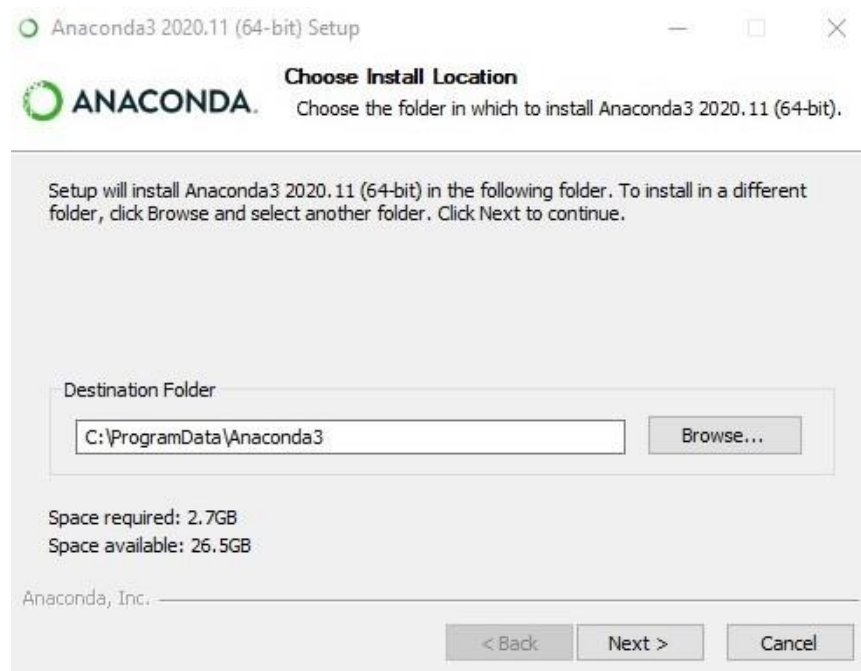 Anaconda3 2020.11 (64-bit) Setup
ANACONDA.
Choose Install Location
Choose the folder in which to install Anaconda3 2020.11 (64-bit).
Setup will install Anaconda3 2020.11 (64-bit) in the following folder. To install in a different
folder, click Browse and select another folder. Click Next to continue.
Destination Folder
C:\ProgramData\Anaconda3
Browse...
Space required: 2.7GB
Space available: 26.5GB
Anaconda, Inc.
< Back
Next >
Cancel